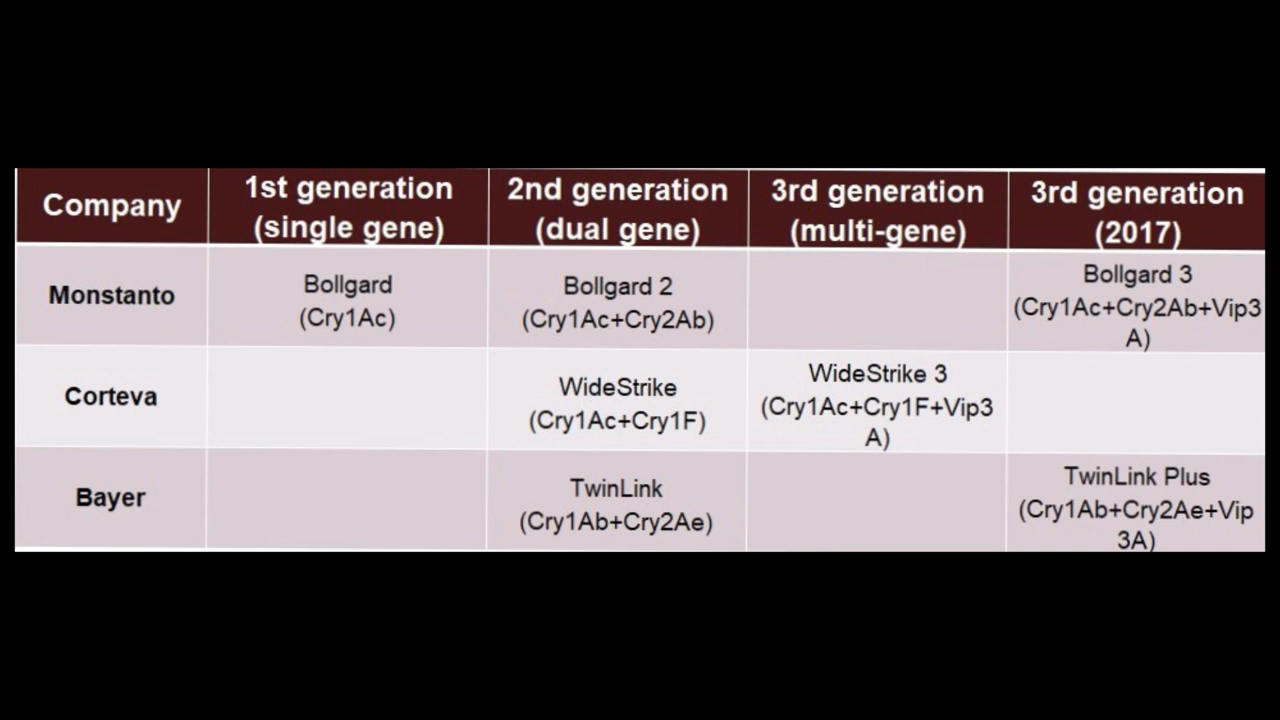 Company
1st generation
(single gene)
2nd generation
(dual gene)
3rd generation
(multi-gene)
3rd generation
(2017)
Monstanto
Bollgard
(Cry1Ac)
Bollgard 2
(Cry1Ac+Cry2Ab)
Bollgard 3
(Cry1Ac+Cry2Ab+Vip3
A)
Corteva
WideStrike
(Cry1Ac+Cry1F)
WideStrike 3
(Cry1Ac+Cry1F+Vip3
A)
Bayer
TwinLink
(Cry1Ab+Cry2Ae)
TwinLink Plus
(Cry1Ab+Cry2Ae+Vip
3A)